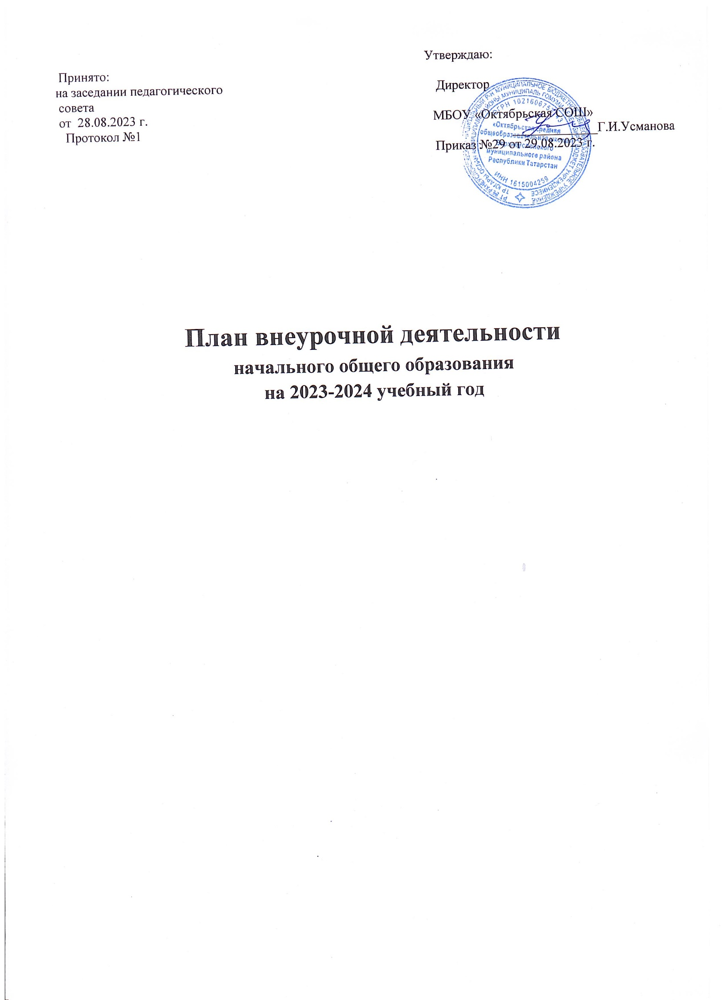 Принято:
на заседании педагогического
совета
от 28.08.2023 г.
Протокол №1
Утверждаю:
Директор
МБОУ «Октябрьская СОШ»
Г.И.Усманова
Приказ №29 от 29.08.2023 г.
«Октябрьская средняя
общеобразовательная школа
Верхнеуслонского
муниципального района
Республики Татарстан
ИНН 1615004259
План внеурочной деятельности
начального общего образования
на 2023-2024 учебный год